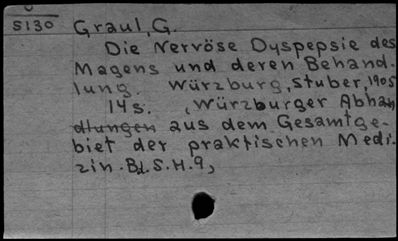 5130 Graul, G.
Die Nervöse Dyspepsie des
Magens und deren Behand-
lung. Würzburg, Stuber, 1905
14 s. (Würzburger Abhan
dlungen aus dem Gesamtge-
biet der praktischen Medi-
zin. Bd. 5. H. 9,